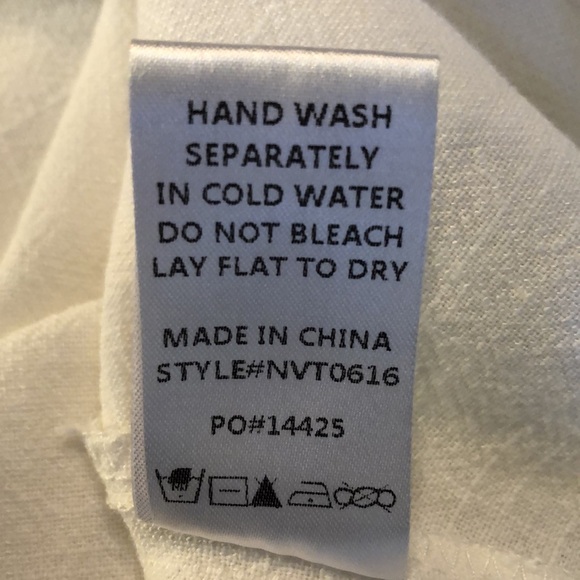 HAND WASH
SEPARATELY
IN COLD WATER
DO NOT BLEACH
LAY FLAT TO DRY
MADE IN CHINA
STYLE#NVT0616
PO#14425